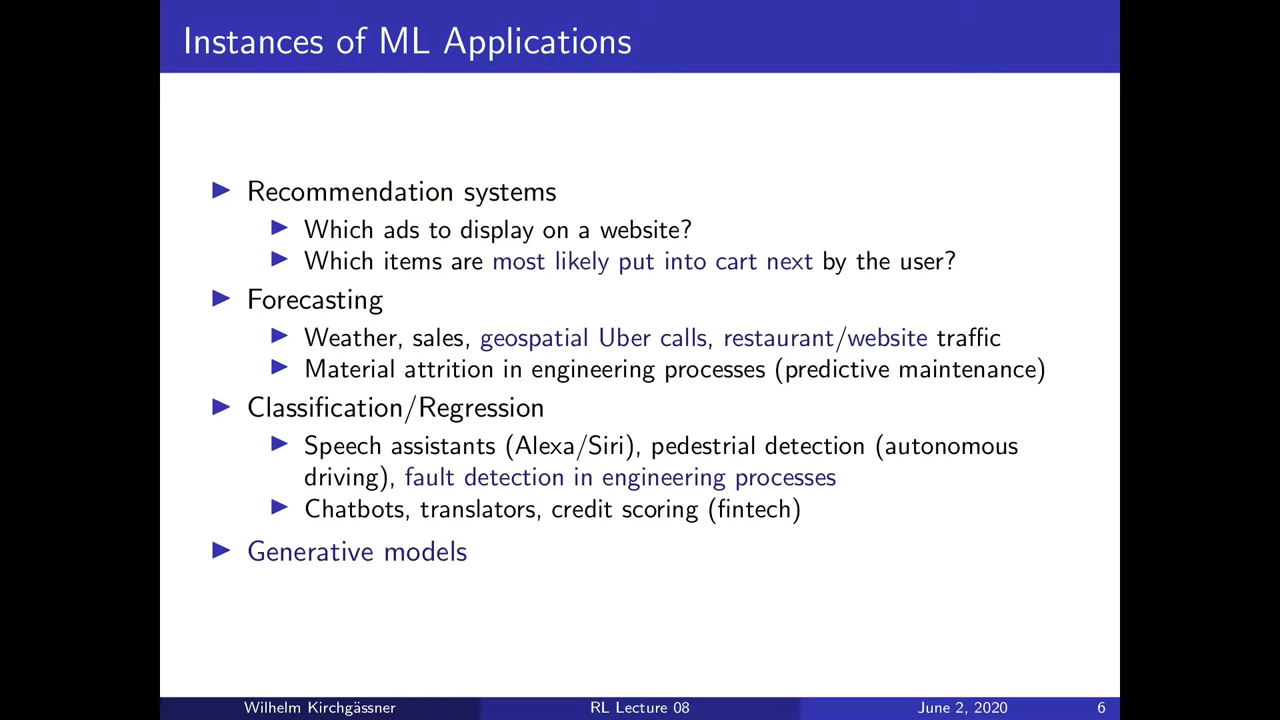 Instances of ML Applications
Recommendation systems
Which ads to display on a website?
Which items are most likely put into cart next by the user?
Forecasting
Weather, sales, geospatial Uber calls, restaurant/website traffic
Material attrition in engineering processes (predictive maintenance)
Classification/Regression
Speech assistants (Alexa/Siri), pedestrial detection (autonomous
driving), fault detection in engineering processes
Chatbots, translators, credit scoring (fintech)
Generative models
Wilhelm Kirchgässner RL Lecture 08 June 2, 2020 6